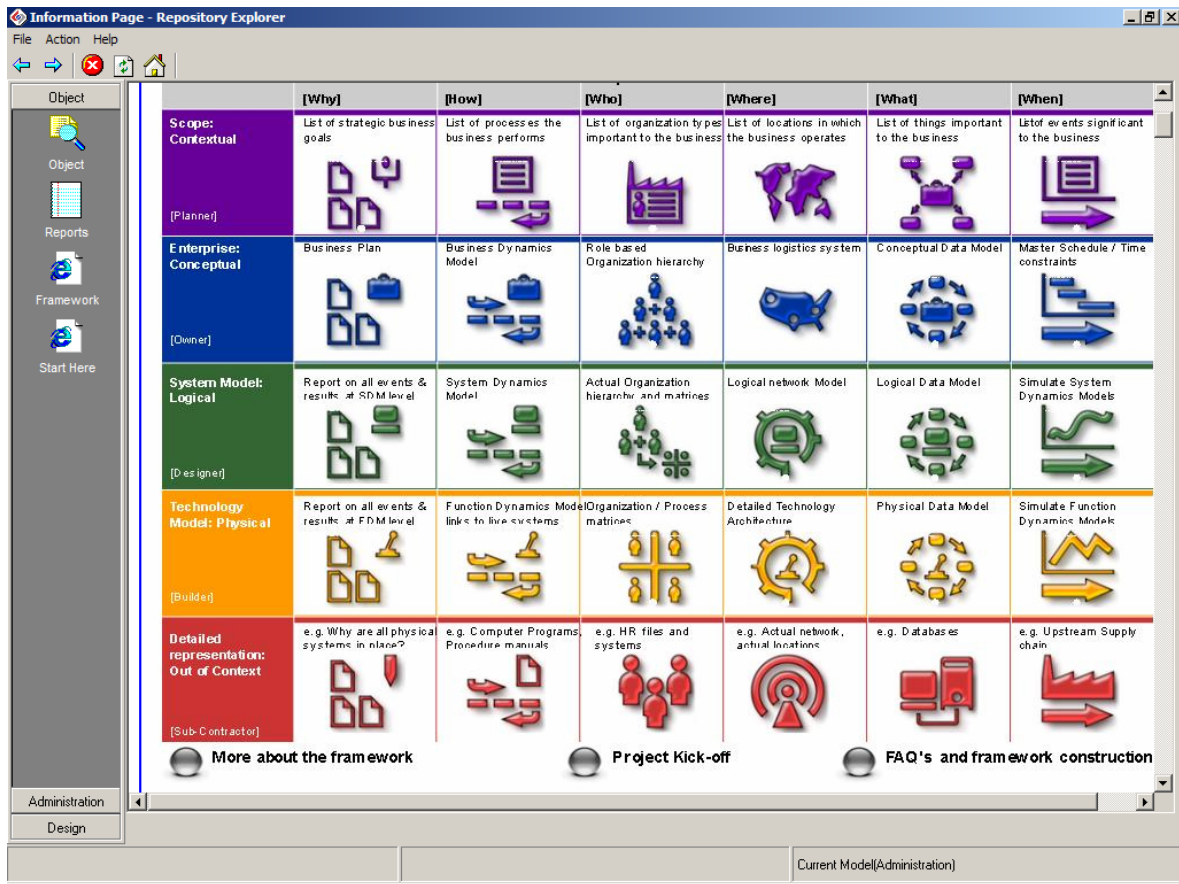 Information Page - Repository Explorer
File Action Help
Object
Object
Reports
Framework
Start Here
Administration
Design
[Why] [How] [Who] [Where] [What] [When]
Scope:
Contextual
[Planner]
List of strategic business
goals
List of processes the
business performs
List of organization types
important to the business
List of locations in which
the business operates
List of things important
to the business
Listof events significant
to the business
Enterprise:
Conceptual
[Owner]
Business Plan
Business Dynamics
Model
Role based
Organization hierarchy
Business logistics system
Conceptual Data Model
Master Schedule / Time
constraints
System Model:
Logical
[Designer]
Report on all events &
results at SDM level
System Dynamics
Model
Actual Organization
hierarchy and matrices
Logical network Model
Logical Data Model
Simulate System
Dynamics Models
Technology
Model: Physical
[Builder]
Report on all events &
results at FDM level
Function Dynamics Model
links to live systems
Organization / Process
matrices
Detailed Technology
Architecture
Physical Data Model
Simulate Function
Dynamics Models
Detailed
representation:
Out of Context
[Sub-Contractor]
e.g. Why are all physical
systems in place?
e.g. Computer Programs,
Procedure manuals
e.g. HR files and
systems
e.g. Actual network,
actual locations
e.g. Databases
e.g. Upstream Supply
chain
More about the framework
Project Kick-off
FAQ's and framework construction
Current Model(Administration)